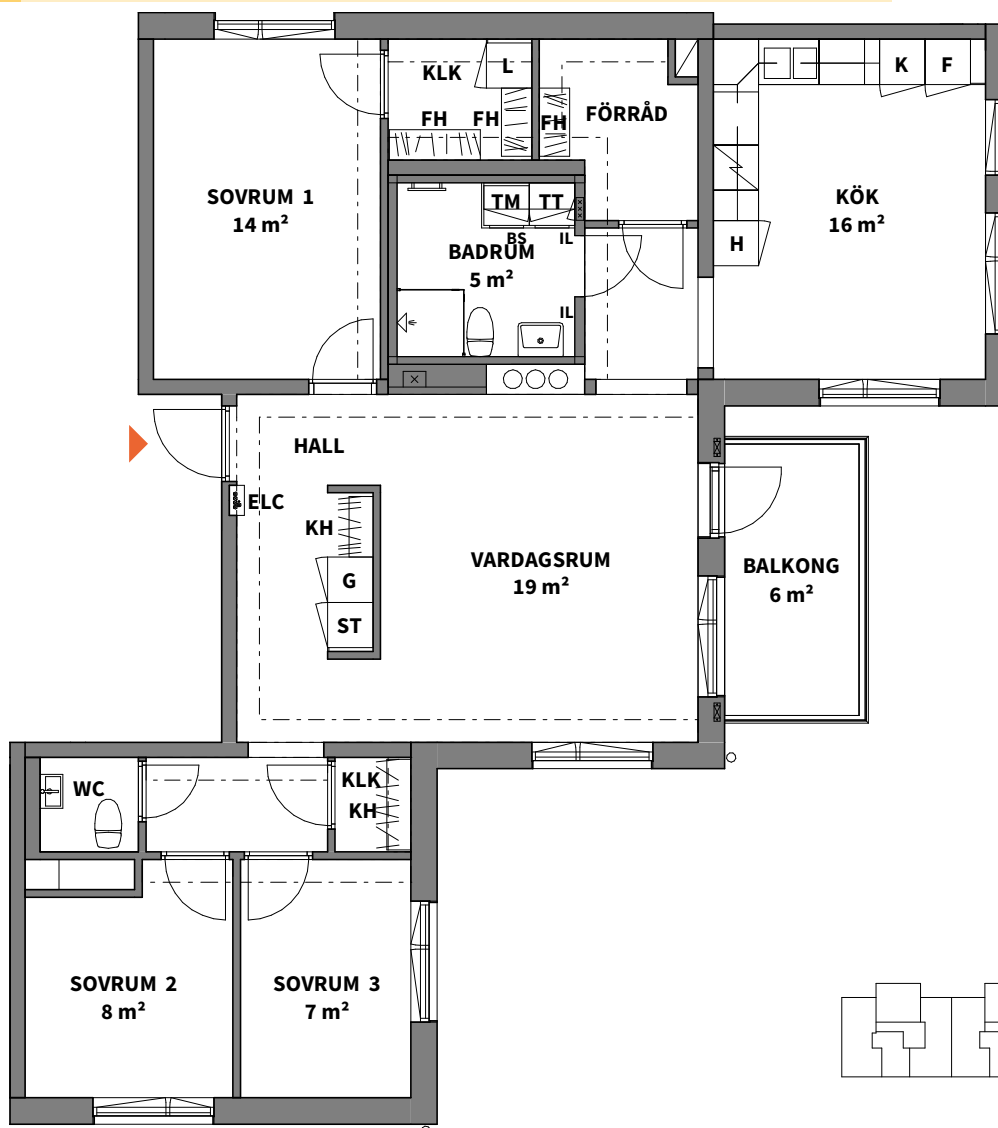 KLK
L
K
F
FH
FH
FH
FÖRRÅD
SOVRUM 1
14 m²
TM
TT
KÖK
16 m²
BS
IL
BADRUM
5 m²
H
IL
HALL
ELC
KH
G
ST
VARDAGSRUM
19 m²
BALKONG
6 m²
WC
KLK
KH
SOVRUM 2
8 m²
SOVRUM 3
7 m²